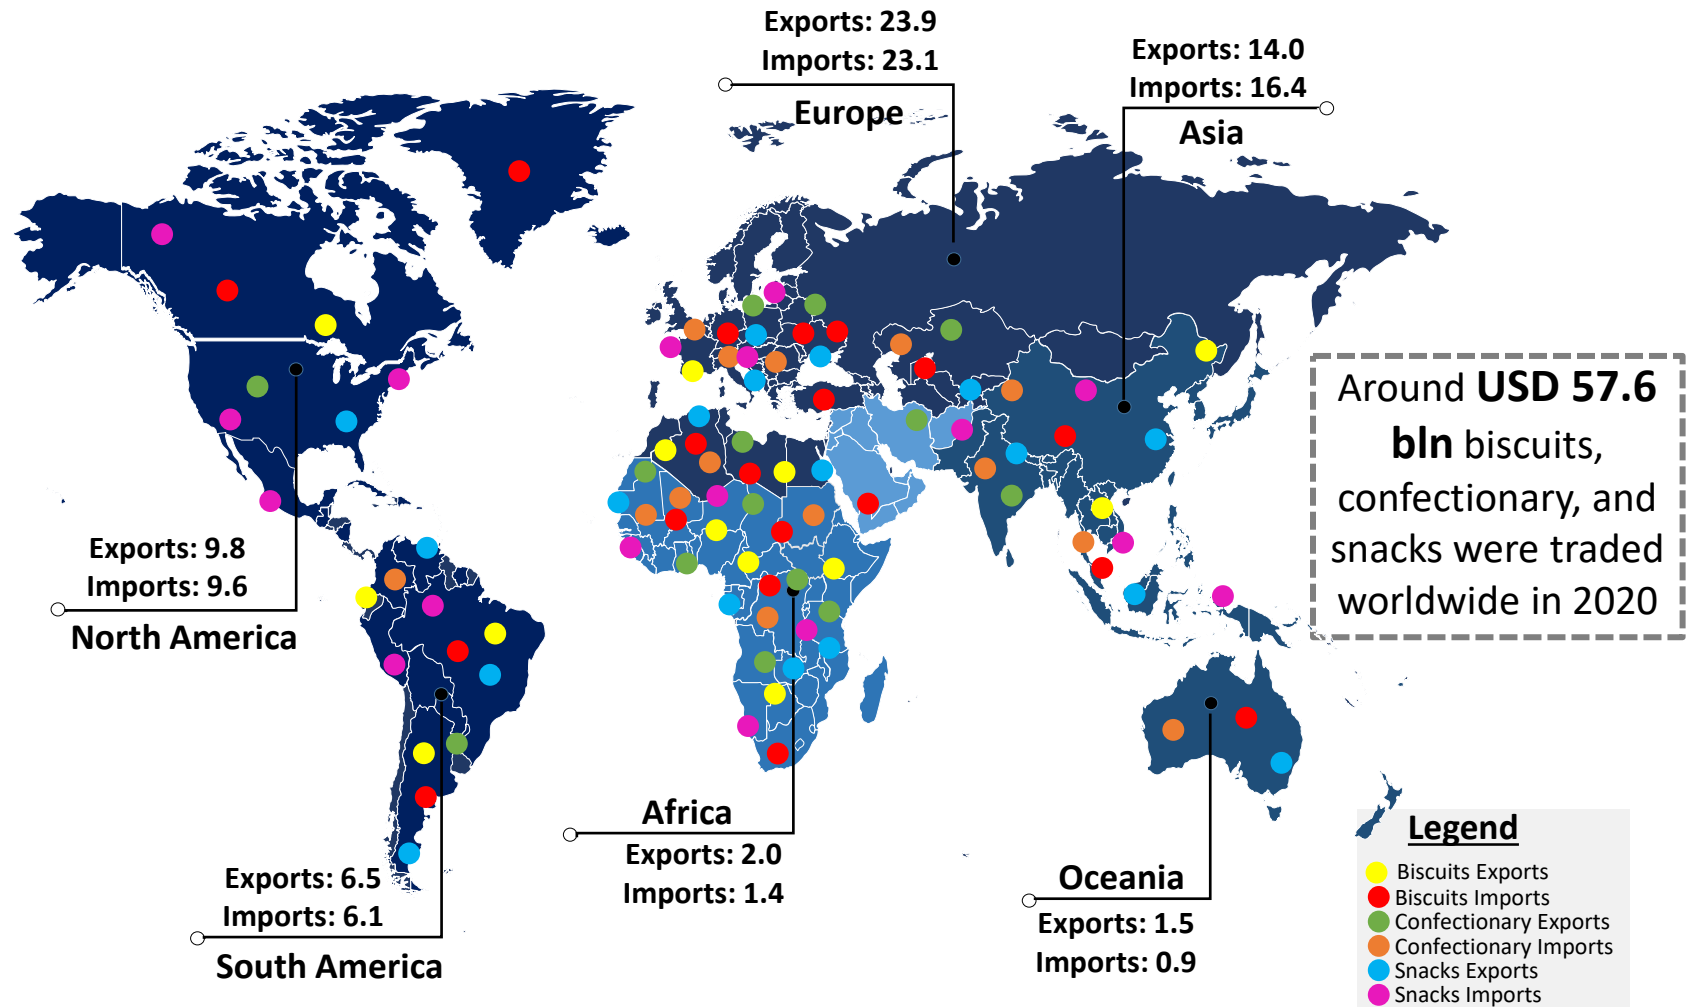 Exports: 23.9
Imports: 23.1
Europe
Exports: 14.0
Imports: 16.4
Asia
Around USD 57.6
bln biscuits,
confectionary, and
snacks were traded
worldwide in 2020
Exports: 9.8
Imports: 9.6
North America
Africa
Exports: 2.0
Imports: 1.4
Exports: 6.5
Imports: 6.1
South America
Oceania
Exports: 1.5
Imports: 0.9
Legend
Biscuits Exports
Biscuits Imports
Confectionary Exports
Confectionary Imports
Snacks Exports
Snacks Imports